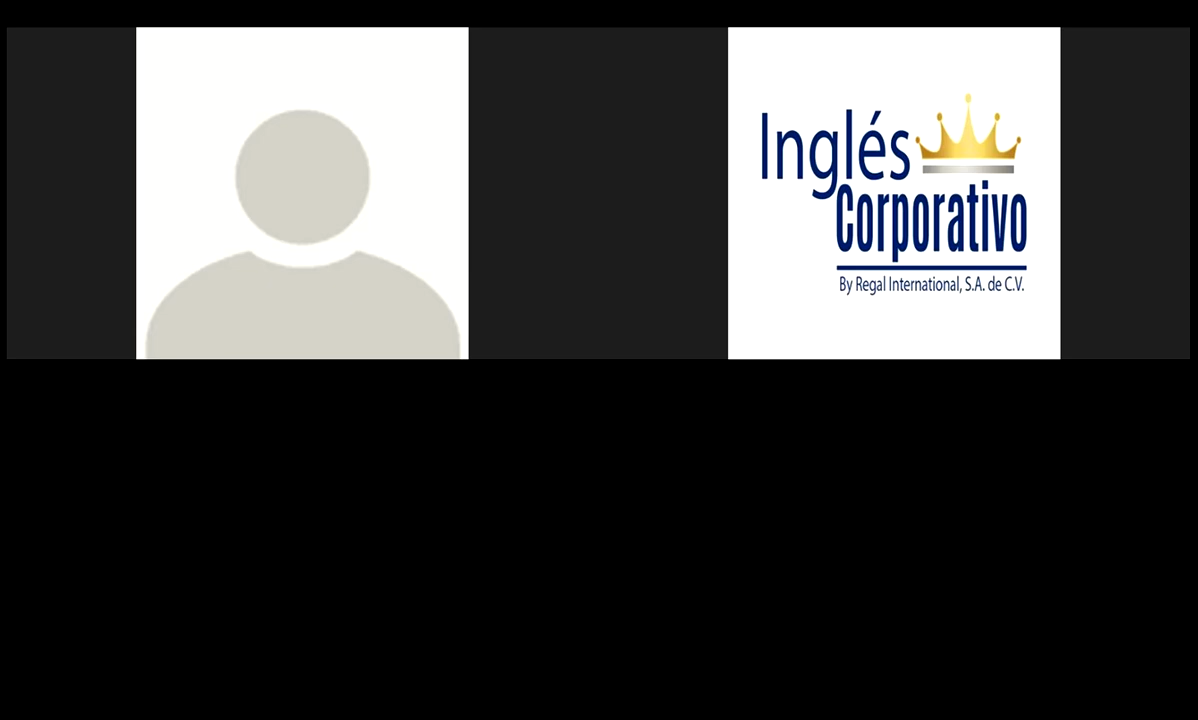 Inglés
Corporativo
By Regal International, S.A. de C.V.